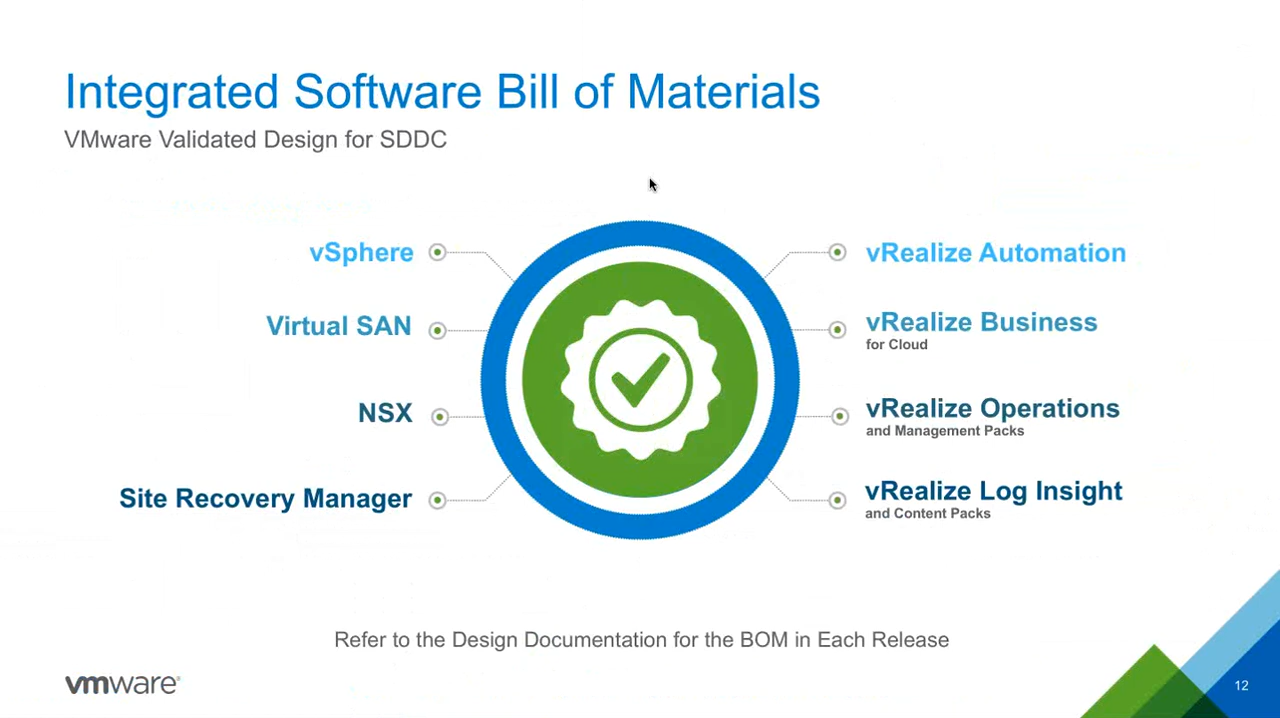 Integrated Software Bill of Materials
VMware Validated Design for SDDC
vSphere
Virtual SAN
NSX
Site Recovery Manager
vRealize Automation
vRealize Business
for Cloud
vRealize Operations
and Management Packs
vRealize Log Insight
and Content Packs
Refer to the Design Documentation for the BOM in Each Release
vmware®
12